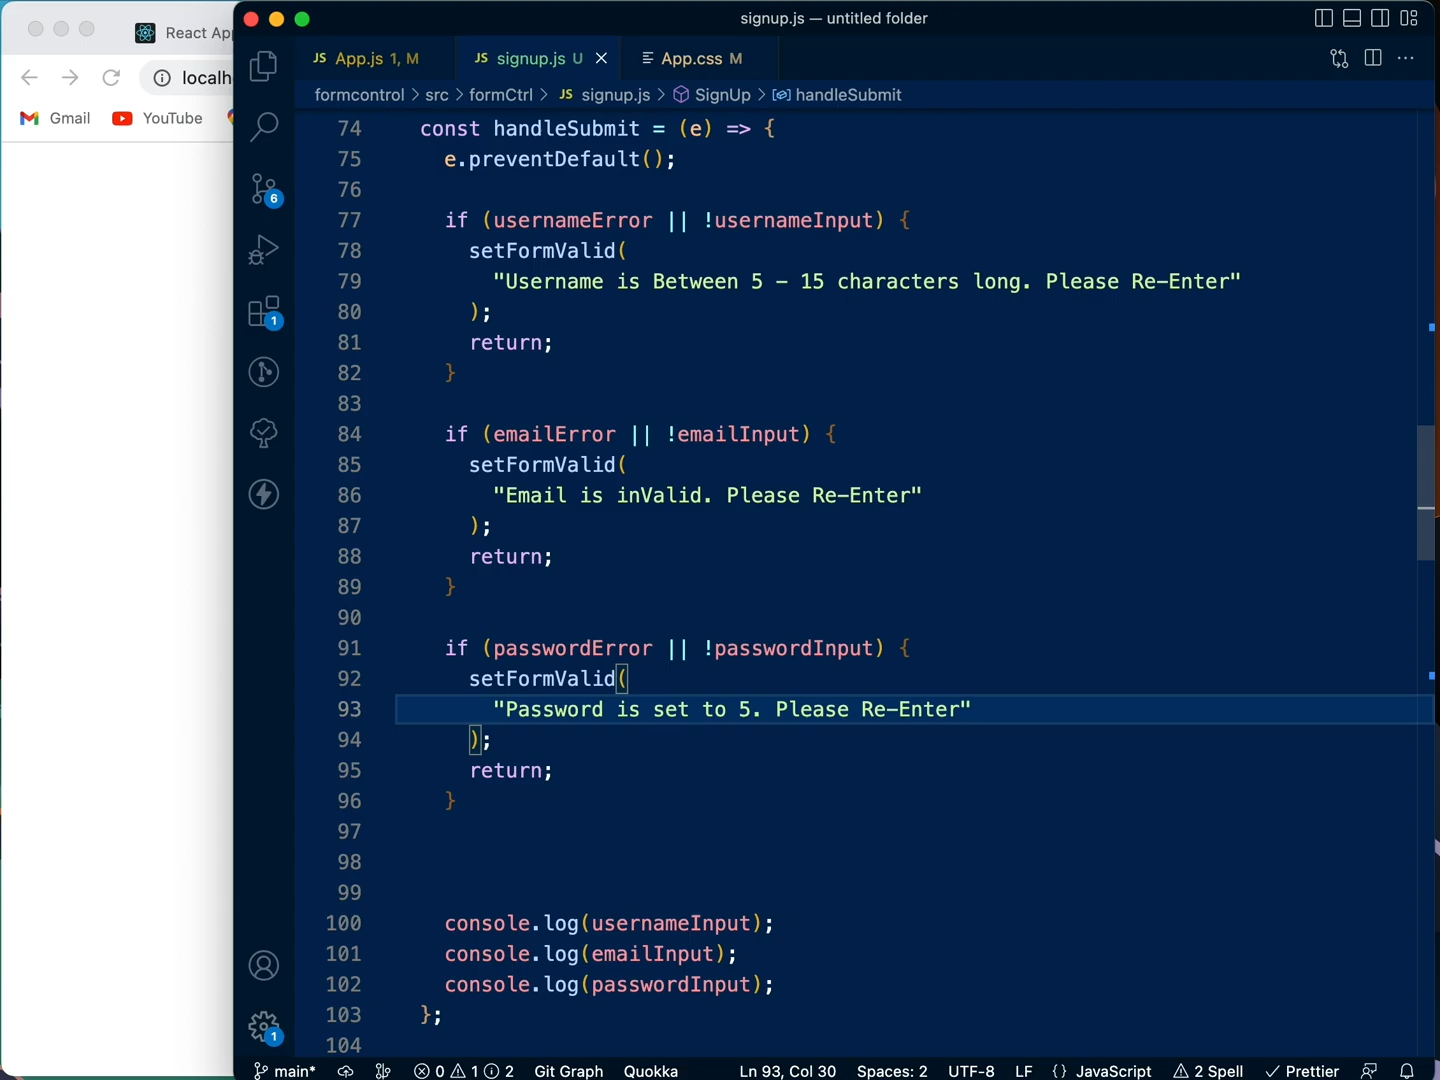 React App
signup.js — untitled folder
JS App.js 1, M
JS signup.js U
App.css M
localh
formcontrol > src > formCtrl > JS signup.js > SignUp > handleSubmit
Gmail
YouTube
74 const handleSubmit = (e) => {
75 e.preventDefault();
76
77 if (usernameError || !usernameInput) {
78 setFormValid(
79 "Username is Between 5 – 15 characters long. Please Re-Enter"
80 );
81 return;
82 }
83
84 if (emailError || !emailInput) {
85 setFormValid(
86 "Email is inValid. Please Re-Enter"
87 );
88 return;
89 }
90
91 if (passwordError || !passwordInput) {
92 setFormValid(
93 "Password is set to 5. Please Re-Enter"
94 );
95 return;
96 }
97
98
99
100 console.log(usernameInput);
101 console.log(emailInput);
102 console.log(passwordInput);
103 };
104
6
1
1
main* 0 1 2 Git Graph Quokka Ln 93, Col 30 Spaces: 2 UTF-8 LF {} JavaScript 2 Spell Prettier